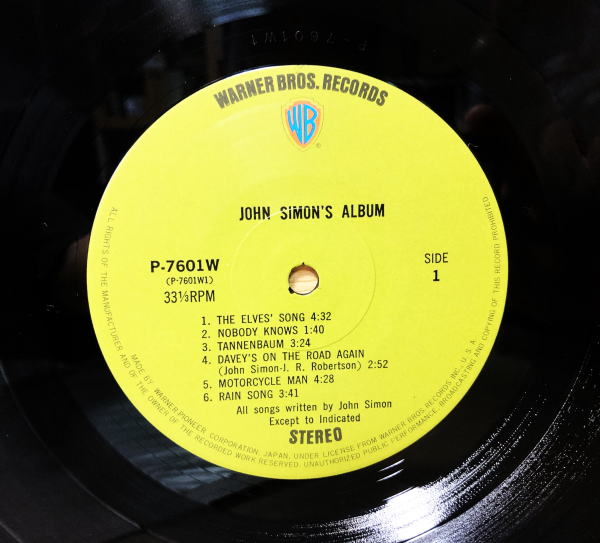 P-7601W1
WARNER BROS. RECORDS
WB
®
JOHN SIMON'S ALBUM
P-7601W
(P-7601W1)
33⅓RPM
SIDE
1
1. THE ELVES' SONG 4:32
2. NOBODY KNOWS 1:40
3. TANNENBAUM 3:24
4. DAVEY'S ON THE ROAD AGAIN
(John Simon-J. R. Robertson) 2:52
5. MOTORCYCLE MAN 4:28
6. RAIN SONG 3:41
All songs written by John Simon
Except to Indicated
STEREO
MADE BY WARNER-PIONEER CORPORATION, JAPAN, UNDER LICENSE FROM WARNER BROS. RECORDS INC., U. S. A.
ALL RIGHTS OF THE MANUFACTURER AND OF THE OWNER OF THE RECORDED WORK RESERVED. UNAUTHORIZED PUBLIC PERFORMANCE, BROADCASTING AND COPYING OF THIS RECORD PROHIBITED.